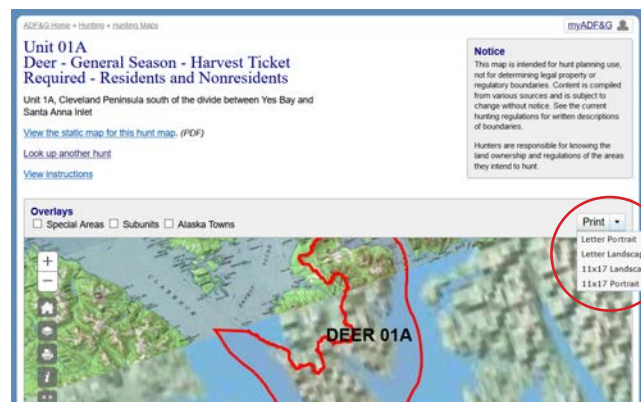 ADF&G Home » Hunting » Hunting Maps
myADF&G
Unit 01A
Deer - General Season - Harvest Ticket
Required - Residents and Nonresidents
Unit 1A, Cleveland Peninsula south of the divide between Yes Bay and
Santa Anna Inlet
View the static map for this hunt map. (PDF)
Look up another hunt
View instructions
Notice
This map is intended for hunt planning use,
not for determining legal property or
regulatory boundaries. Content is compiled
from various sources and is subject to
change without notice. See the current
hunting regulations for written descriptions
of boundaries.
Hunters are responsible for knowing the
land ownership and regulations of the areas
they intend to hunt.
Overlays
Special Areas Subunits Alaska Towns
Print
Letter Portrait
Letter Landscap
11x17 Landsca
11x17 Portrait
+
−
i
CLARENCE
DEER 01A